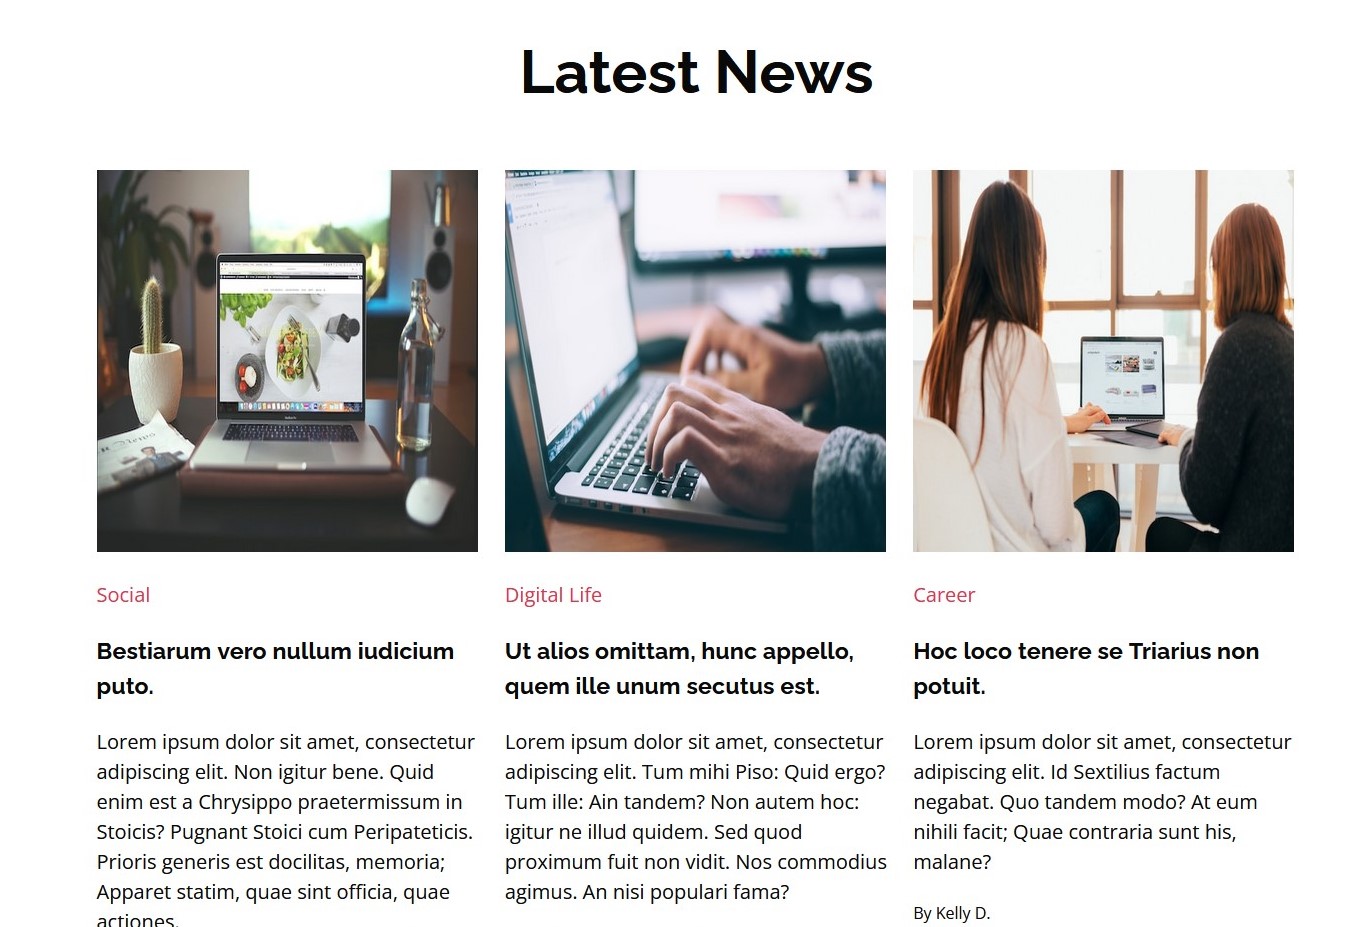 Latest News
Social
Bestiarum vero nullum iudicium
puto.
Lorem ipsum dolor sit amet, consectetur
adipiscing elit. Non igitur bene. Quid
enim est a Chrysippo praetermissum in
Stoicis? Pugnant Stoici cum Peripateticis.
Prioris generis est docilitas, memoria;
Apparet statim, quae sint officia, quae
actiones.
Digital Life
Ut alios omittam, hunc appello,
quem ille unum secutus est.
Lorem ipsum dolor sit amet, consectetur
adipiscing elit. Tum mihi Piso: Quid ergo?
Tum ille: Ain tandem? Non autem hoc:
igitur ne illud quidem. Sed quod
proximum fuit non vidit. Nos commodius
agimus. An nisi populari fama?
Career
Hoc loco tenere se Triarius non
potuit.
Lorem ipsum dolor sit amet, consectetur
adipiscing elit. Id Sextilius factum
negabat. Quo tandem modo? At eum
nihili facit; Quae contraria sunt his,
malane?
By Kelly D.